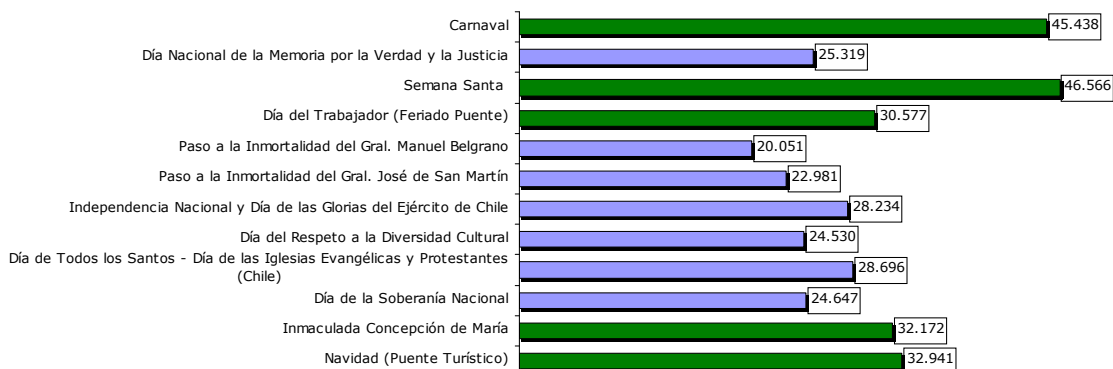 Carnaval 45.438
Día Nacional de la Memoria por la Verdad y la Justicia 25.319
Semana Santa 46.566
Día del Trabajador (Feriado Puente) 30.577
Paso a la Inmortalidad del Gral. Manuel Belgrano 20.051
Paso a la Inmortalidad del Gral. José de San Martín 22.981
Independencia Nacional y Día de las Glorias del Ejército de Chile 28.234
Día del Respeto a la Diversidad Cultural 24.530
Día de Todos los Santos - Día de las Iglesias Evangélicas y Protestantes
(Chile) 28.696
Día de la Soberanía Nacional 24.647
Inmaculada Concepción de María 32.172
Navidad (Puente Turístico) 32.941